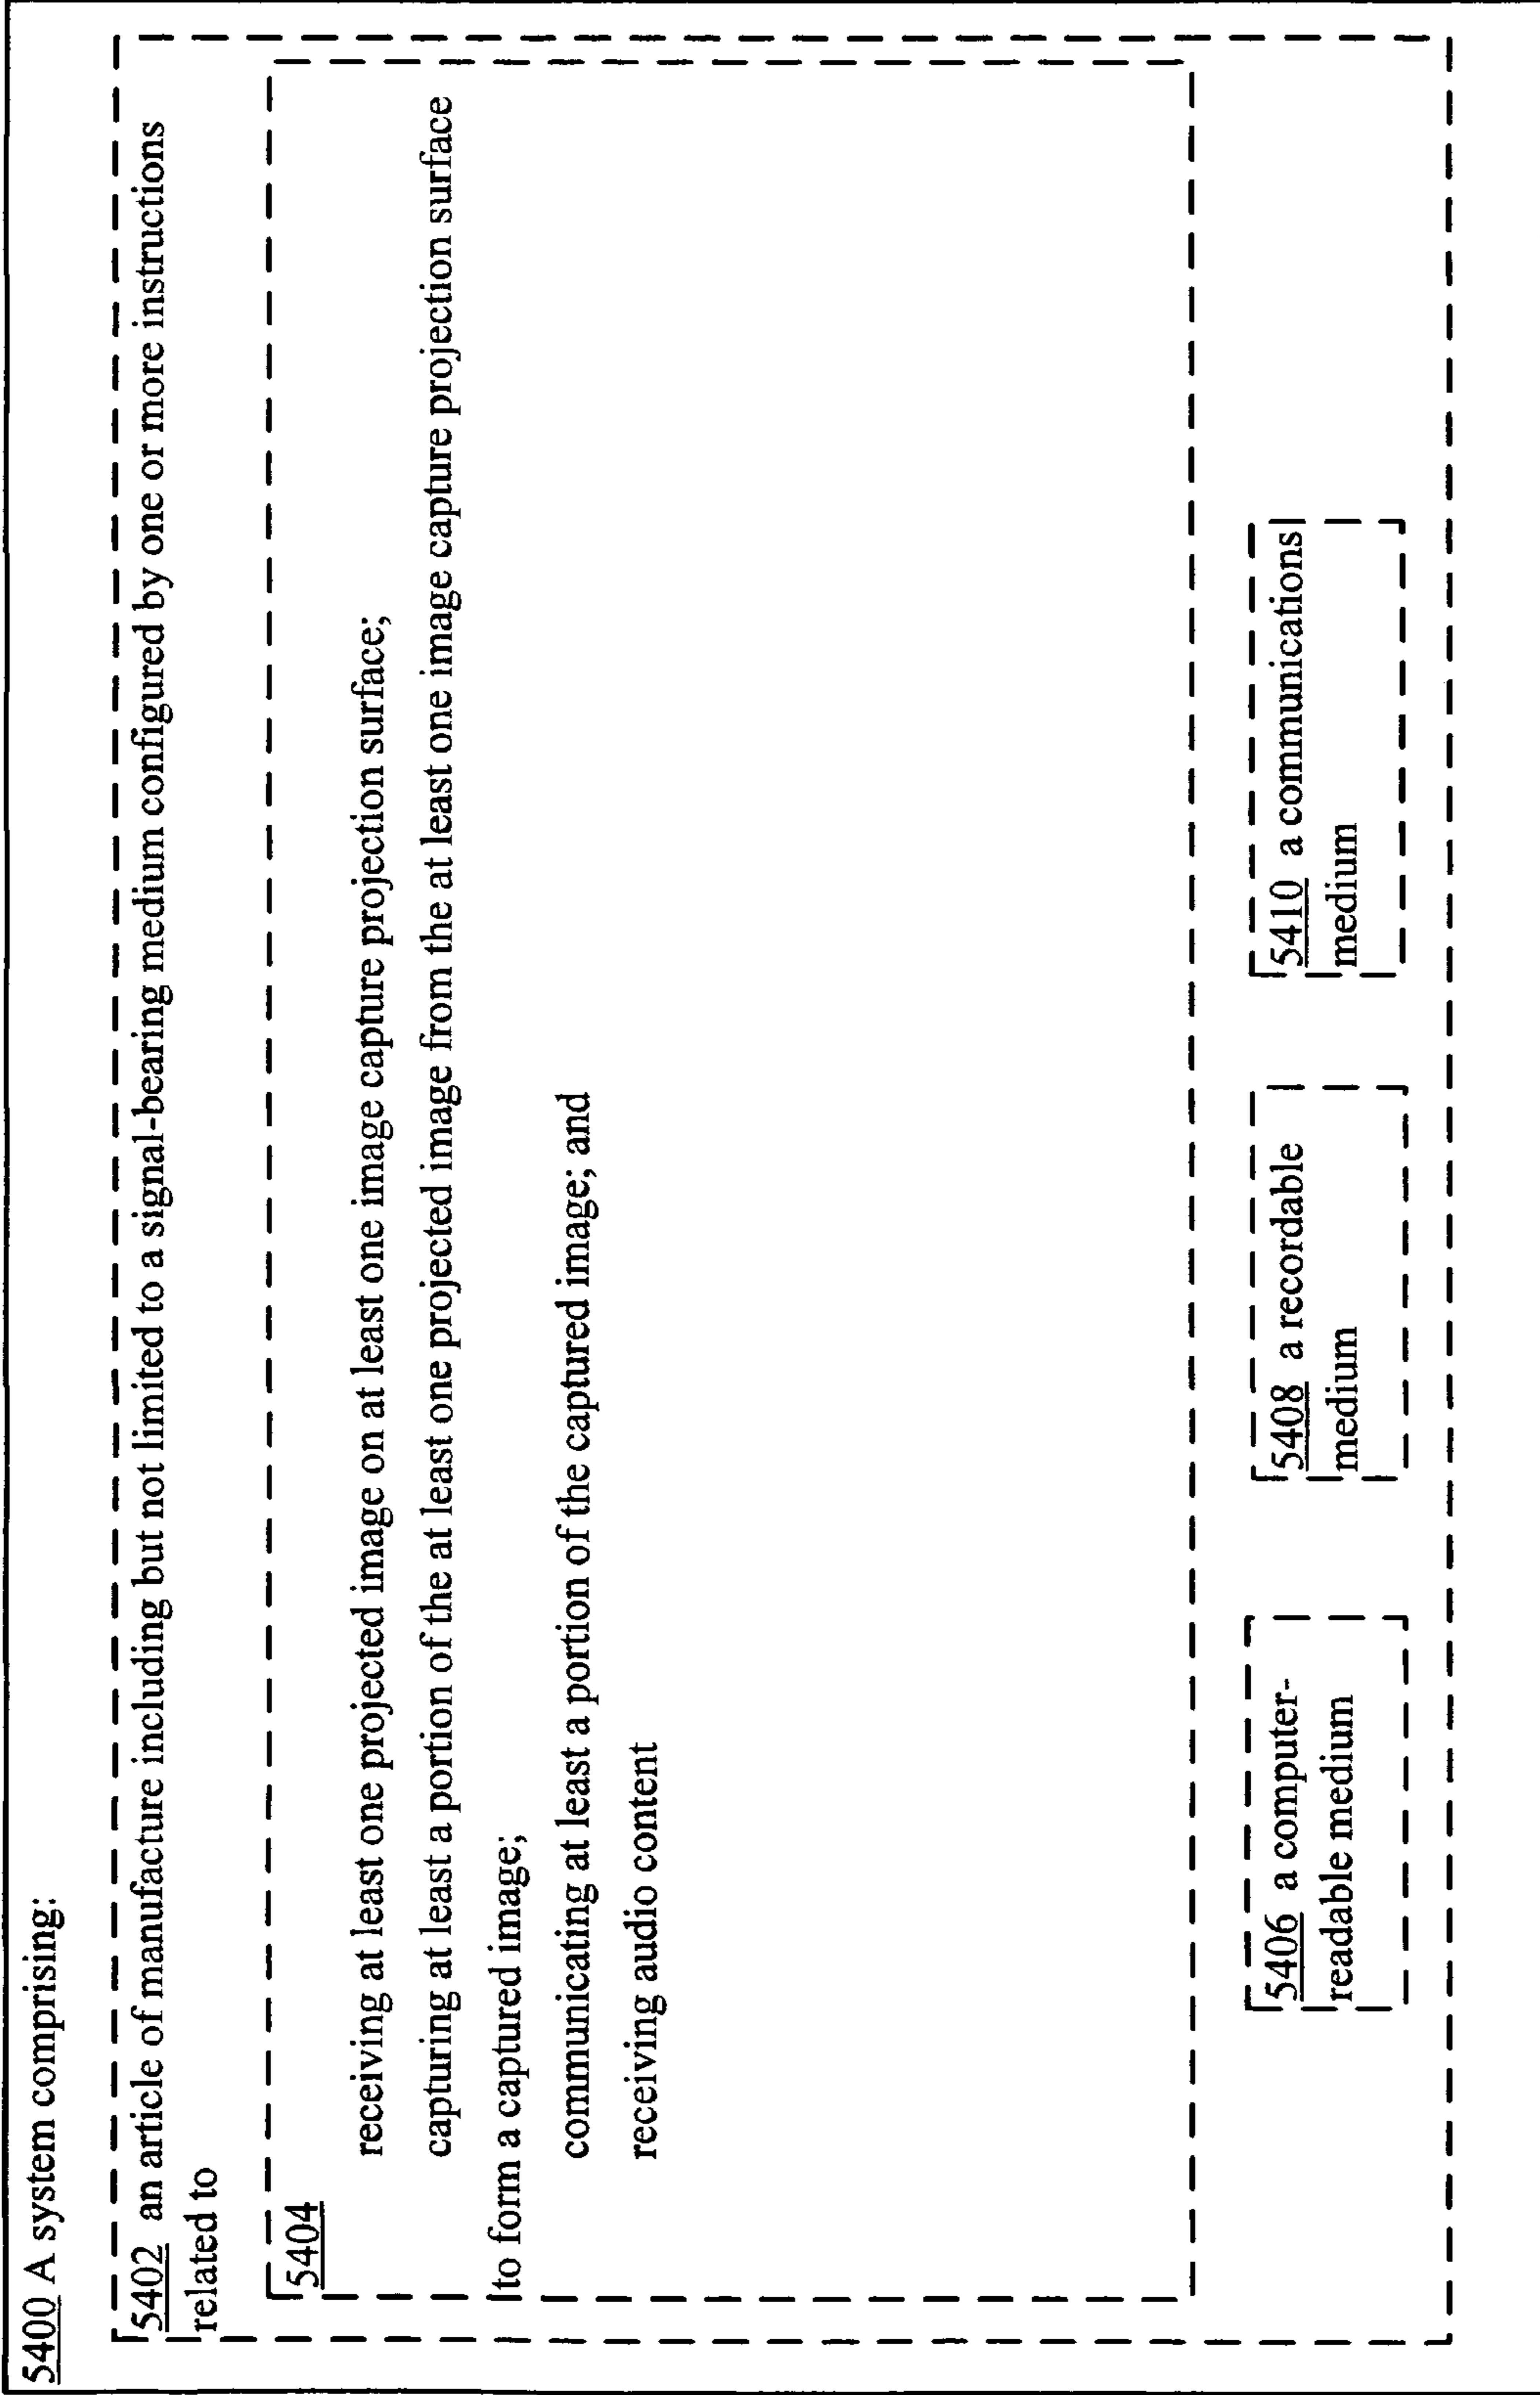 5400 A system comprising:
5402 an article of manufacture including but not limited to a signal-bearing medium configured by one or more instructions
related to
5404
receiving at least one projected image on at least one image capture projection surface;
capturing at least a portion of the at least one projected image from the at least one image capture projection surface
to form a captured image;
communicating at least a portion of the captured image; and
receiving audio content
5406 a computer-
readable medium
5408 a recordable
medium
5410 a communications
medium